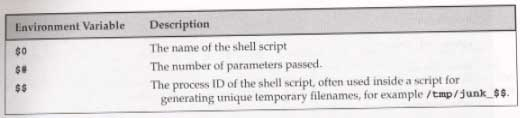 Environment Variable Description
$0 The name of the shell script
$# The number of parameters passed.
$$ The process ID of the shell script, often used inside a script for
generating unique temporary filenames, for example /tmp/junk_$$.